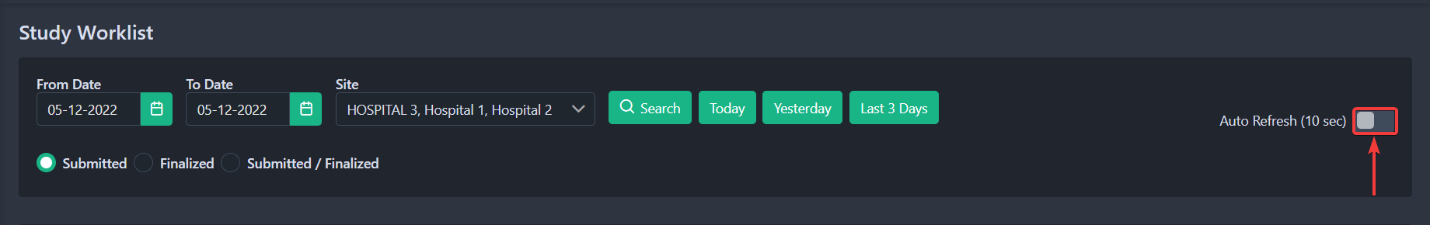 Study Worklist
From Date To Date Site
05-12-2022 05-12-2022 HOSPITAL 3, Hospital 1, Hospital 2 Search Today Yesterday Last 3 Days
Auto Refresh (10 sec)
Submitted Finalized Submitted / Finalized